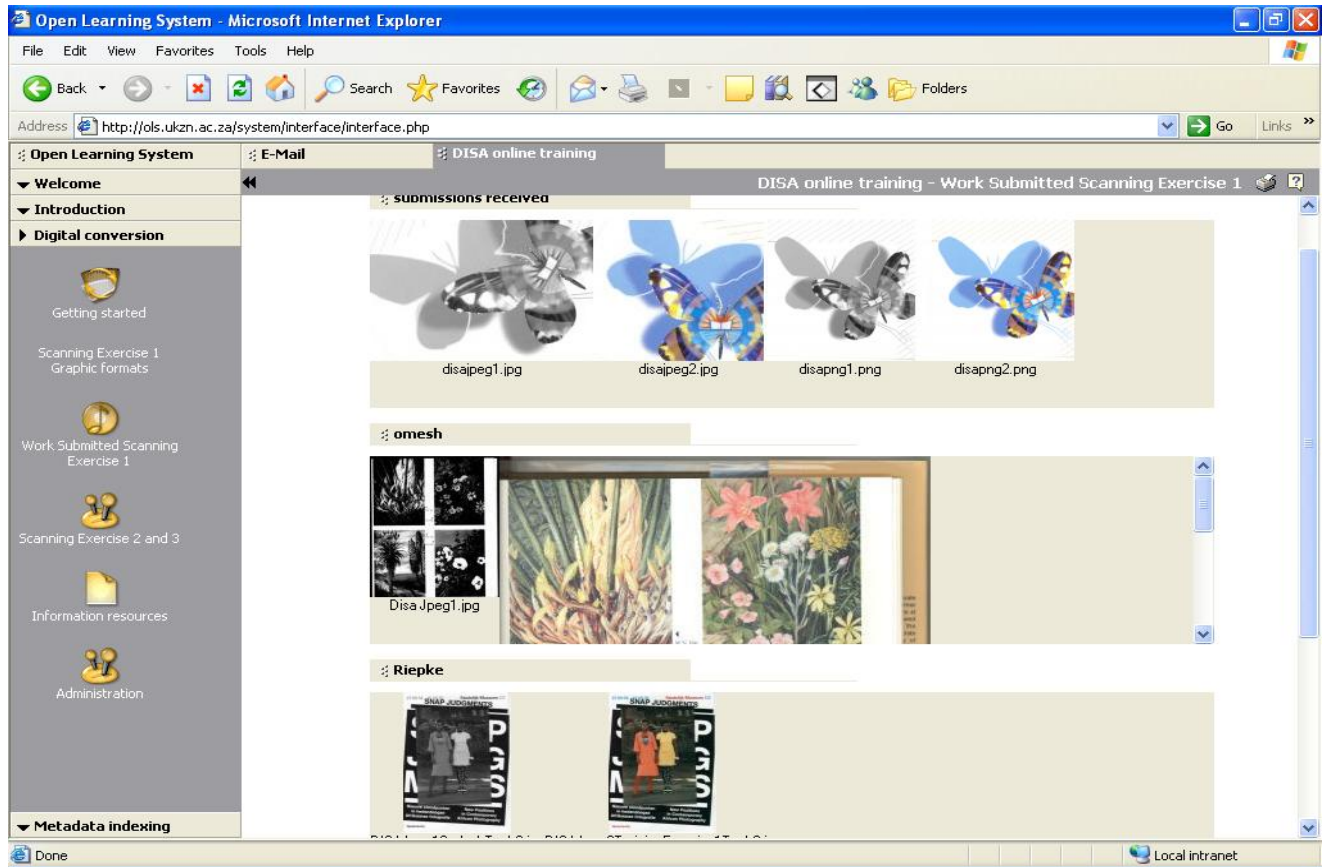 Open Learning System - Microsoft Internet Explorer
File Edit View Favorites Tools Help
Back Search Favorites Folders
Address http://ols.ukzn.ac.za/system/interface/interface.php Go Links »
Open Learning System E-Mail DISA online training
Welcome
DISA online training - Work Submitted Scanning Exercise 1
Introduction
submissions received
Digital conversion
Getting started
Scanning Exercise 1
Graphic formats
Work Submitted Scanning
Exercise 1
Scanning Exercise 2 and 3
Information resources
Administration
Metadata indexing
disajpeg1.jpg disajpeg2.jpg disapng1.png disapng2.png
omesh
Disa Jpeg1.jpg
Riepke
SNAP JUDGMENTS
SNAP JUDGMENTS
Done Local intranet